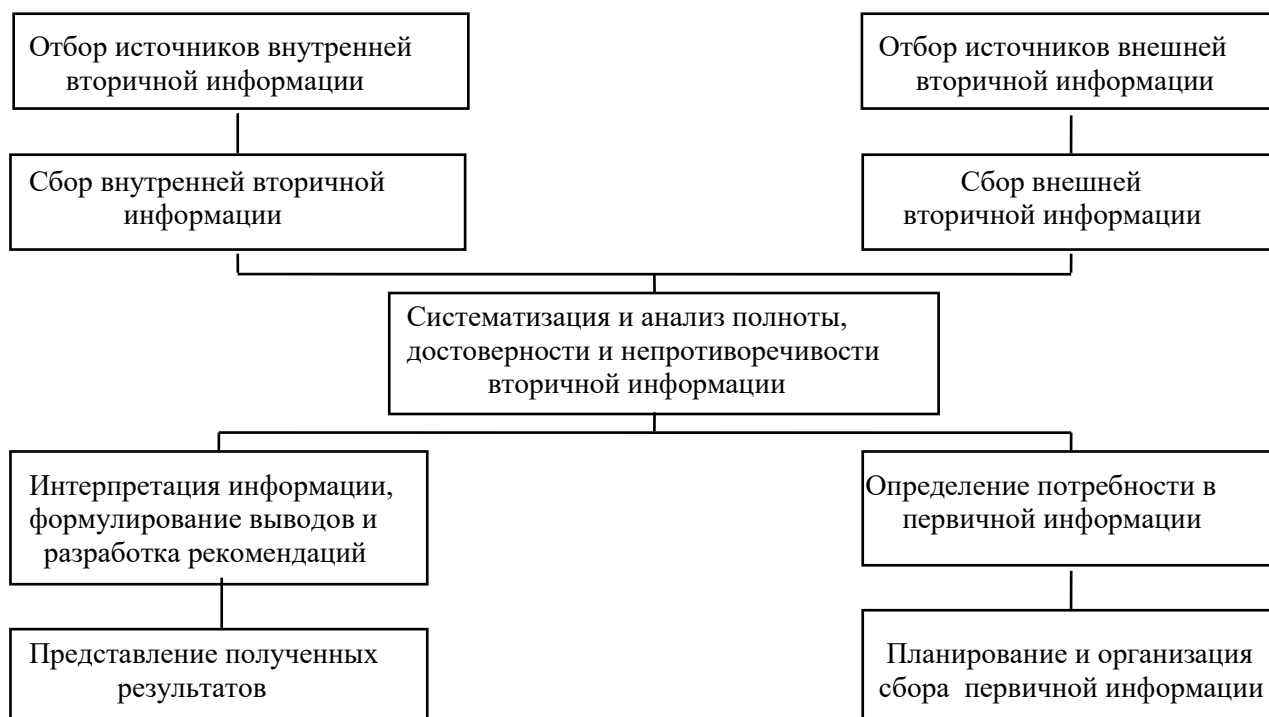 Отбор источников внутренней
вторичной информации
Отбор источников внешней
вторичной информации
Сбор внутренней вторичной
информации
Сбор внешней
вторичной информации
Систематизация и анализ полноты,
достоверности и непротиворечивости
вторичной информации
Интерпретация информации,
формулирование выводов и
разработка рекомендаций
Определение потребности в
первичной информации
Представление полученных
результатов
Планирование и организация
сбора первичной информации